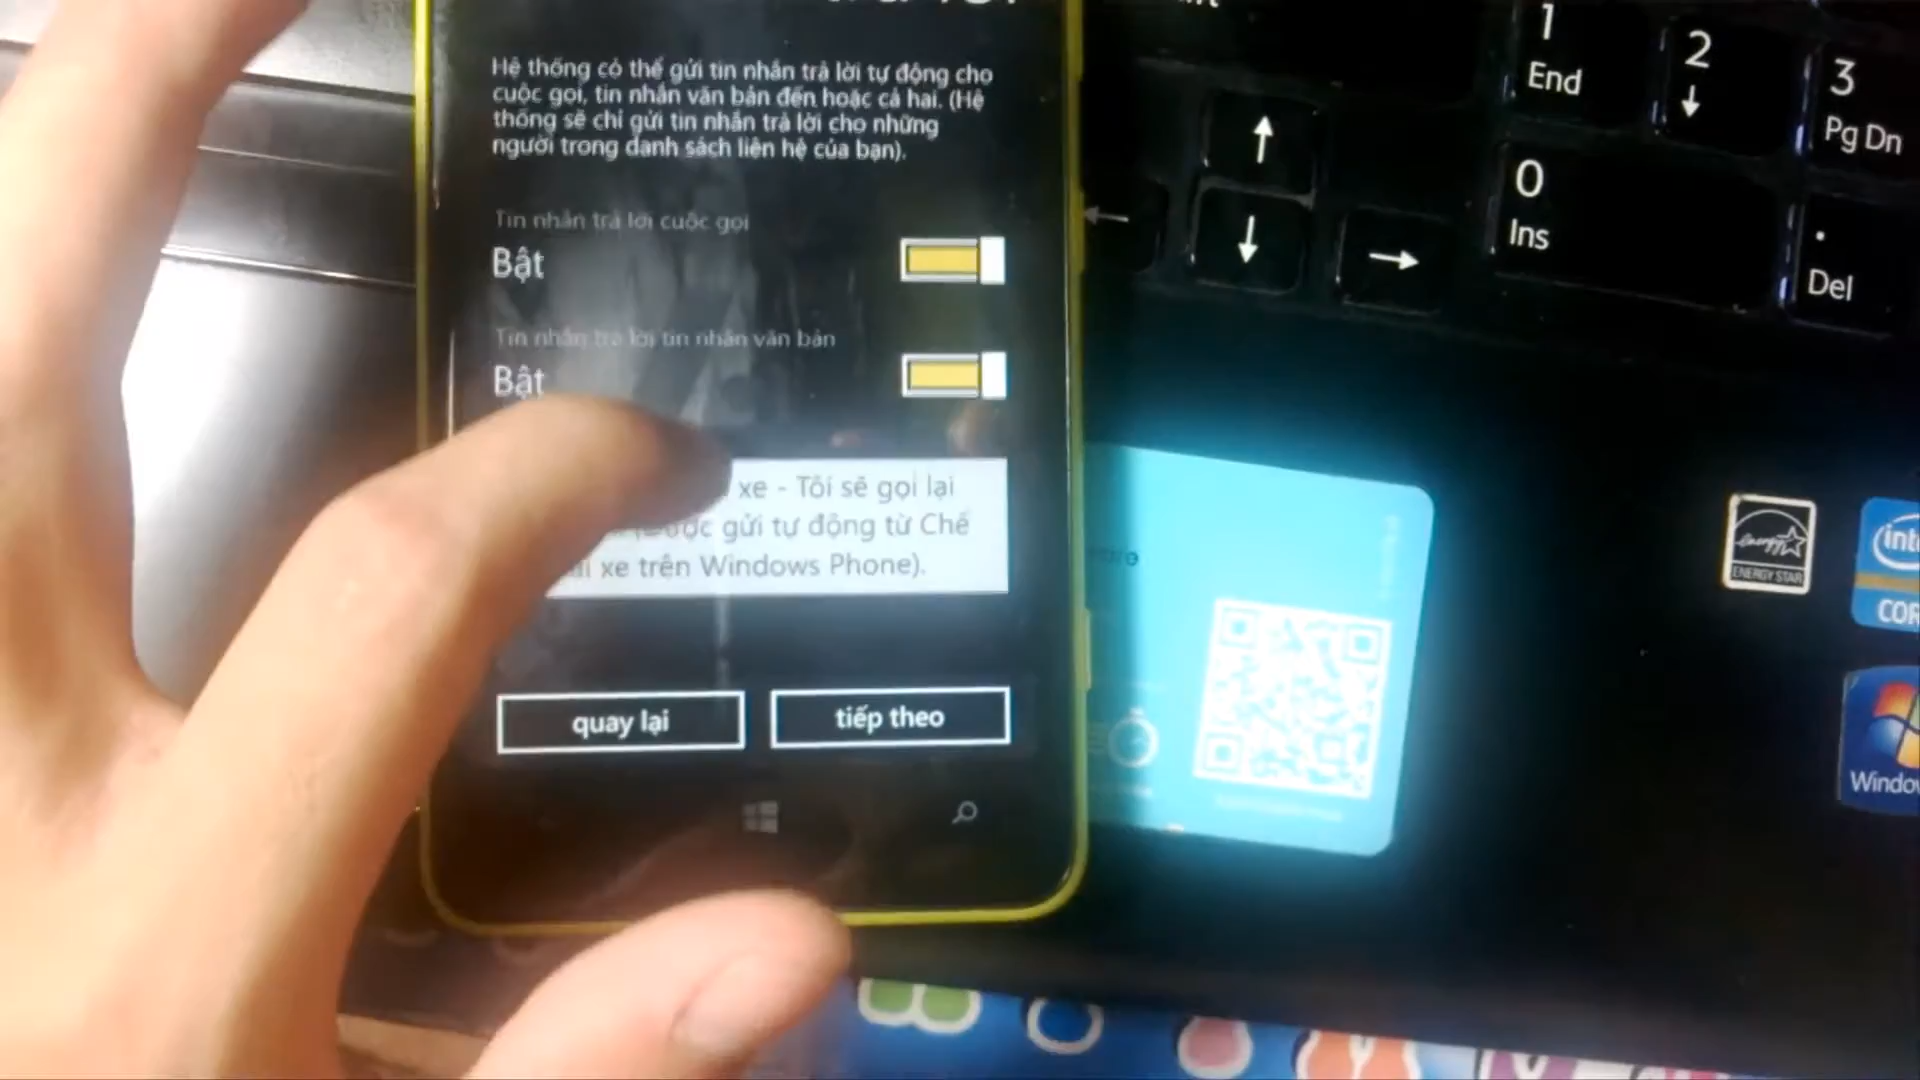 Hệ thống có thể gửi tin nhắn trả lời tự động cho
cuộc gọi, tin nhắn văn bản đến hoặc cả hai. (Hệ
thống sẽ chỉ gửi tin nhắn trả lời cho những
người trong danh sách liên hệ của bạn).
Tin nhắn trả lời cuộc gọi
Bật
Tin nhắn trả lời tin nhắn văn bản
Bật
xe - Tôi sẽ gọi lại
gửi tự động từ Chế
xe trên Windows Phone).
quay lại
tiếp theo
1
End
2
↓
3
Pg Dn
↑
0
Ins
←
↓
→
.
Del
energy
ENERGY STAR